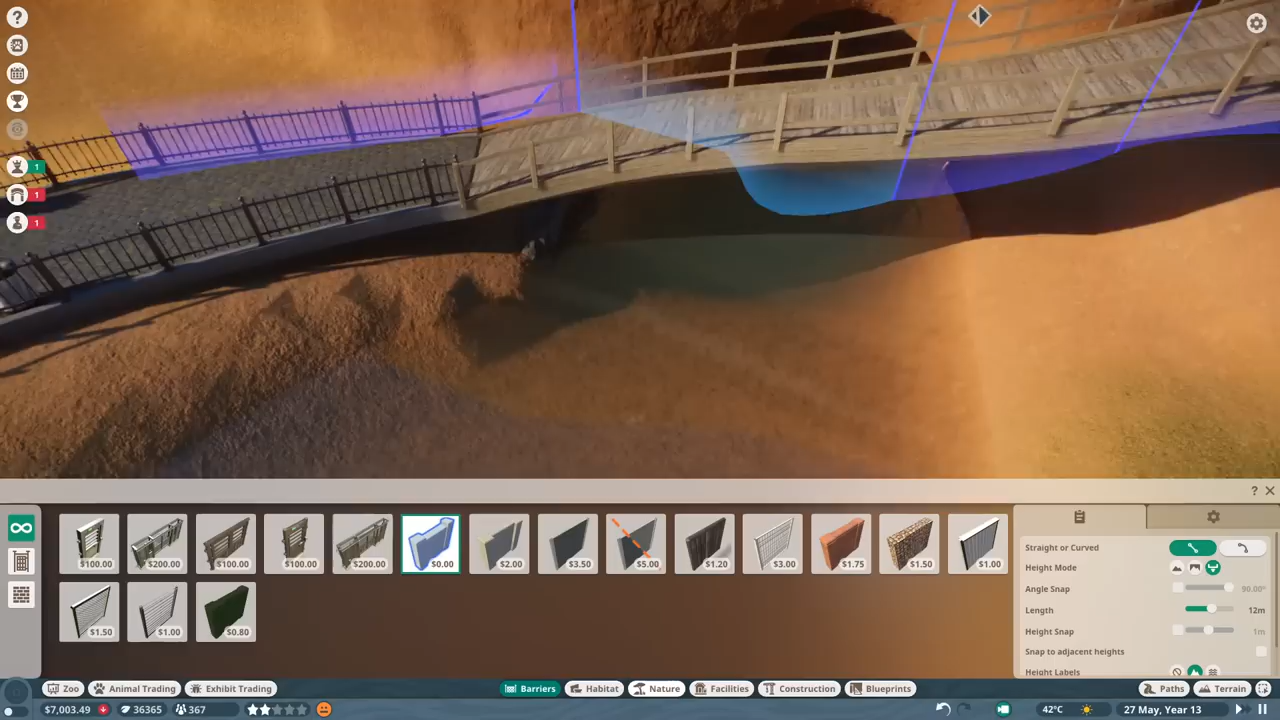 ?
1
1
1
?
$100.00 $200.00 $100.00 $100.00 $200.00 $0.00 $2.00 $3.50 $5.00 $1.20 $3.00 $1.75 $1.50 $1.00
$1.50 $1.00 $0.80
Straight or Curved
Height Mode
Angle Snap 90.00°
Length 12m
Height Snap 1m
Snap to adjacent heights
Height Labels
Zoo Animal Trading Exhibit Trading Barriers Habitat Nature Facilities Construction Blueprints Paths Terrain
$7,003.49 36365 367 42°C 27 May, Year 13